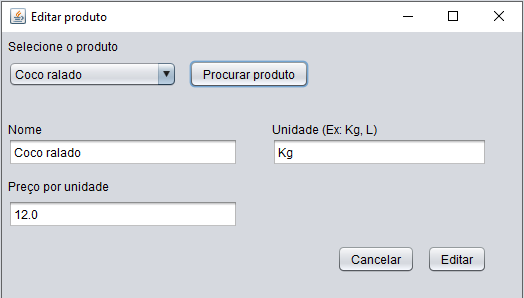 Editar produto
Selecione o produto
Coco ralado
Procurar produto
Nome
Unidade (Ex: Kg, L)
Coco ralado
Kg
Preço por unidade
12.0
Cancelar
Editar